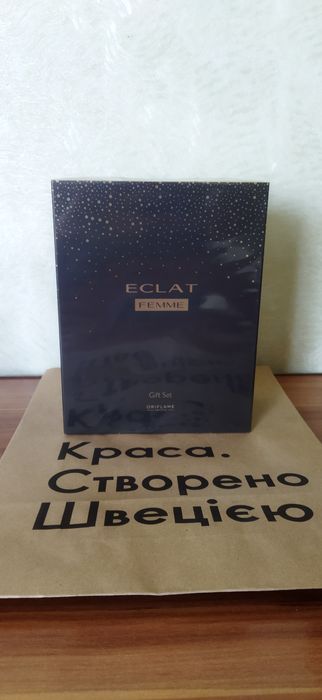 ECLAT
FEMME
Gift Set
ORIFLAME
Краса.
Створено
Швецією